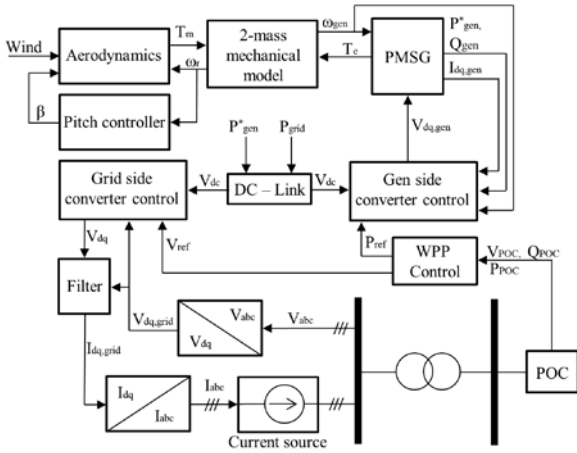 Wind
Aerodynamics
Tm
ωr
2-mass
mechanical
model
ωgen
Te
PMSG
P*gen,
Qgen
Idq,gen
β
Pitch controller
Vdq,gen
P*gen
Pgrid
Grid side
converter control
Vdc
DC – Link
Vdc
Gen side
converter control
Vdq
Vref
Pref
WPP
Control
VPOC, QPOC
PPOC
Filter
Vdq,grid
Vabc
Vdq
Vabc
Idq,grid
Idq
Iabc
Iabc
Current source
POC